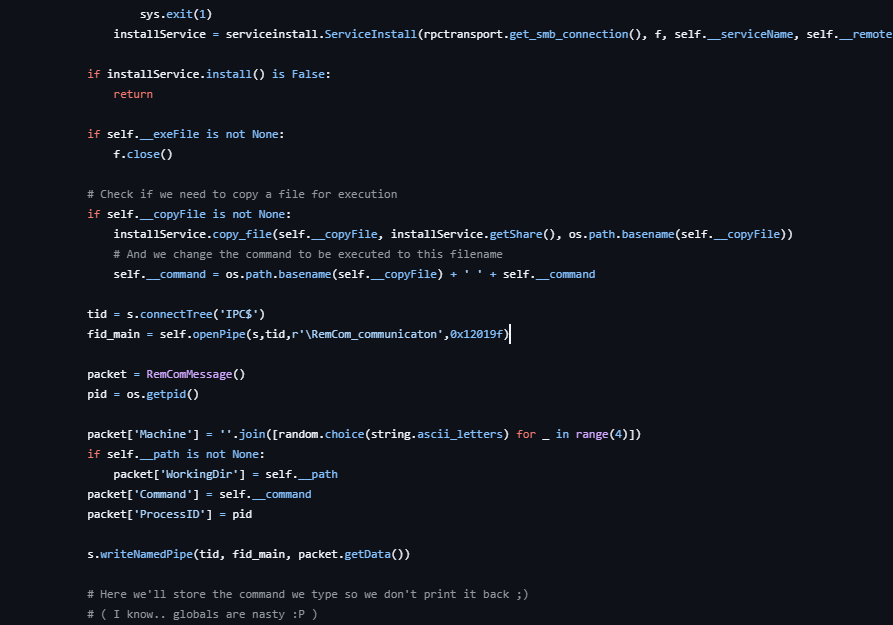 sys.exit(1)
installService = serviceinstall.ServiceInstall(rpctransport.get_smb_connection(), f, self.__serviceName, self.__remote
if installService.install() is False:
return
if self.__exeFile is not None:
f.close()
# Check if we need to copy a file for execution
if self.__copyFile is not None:
installService.copy_file(self.__copyFile, installService.getShare(), os.path.basename(self.__copyFile))
# And we change the command to be executed to this filename
self.__command = os.path.basename(self.__copyFile) + ' ' + self.__command
tid = s.connectTree('IPC$')
fid_main = self.openPipe(s,tid,r'\RemCom_communicaton',0x12019f)
packet = RemComMessage()
pid = os.getpid()
packet['Machine'] = ''.join([random.choice(string.ascii_letters) for _ in range(4)])
if self.__path is not None:
packet['WorkingDir'] = self.__path
packet['Command'] = self.__command
packet['ProcessID'] = pid
s.writeNamedPipe(tid, fid_main, packet.getData())
# Here we'll store the command we type so we don't print it back ;)
# ( I know.. globals are nasty :P )